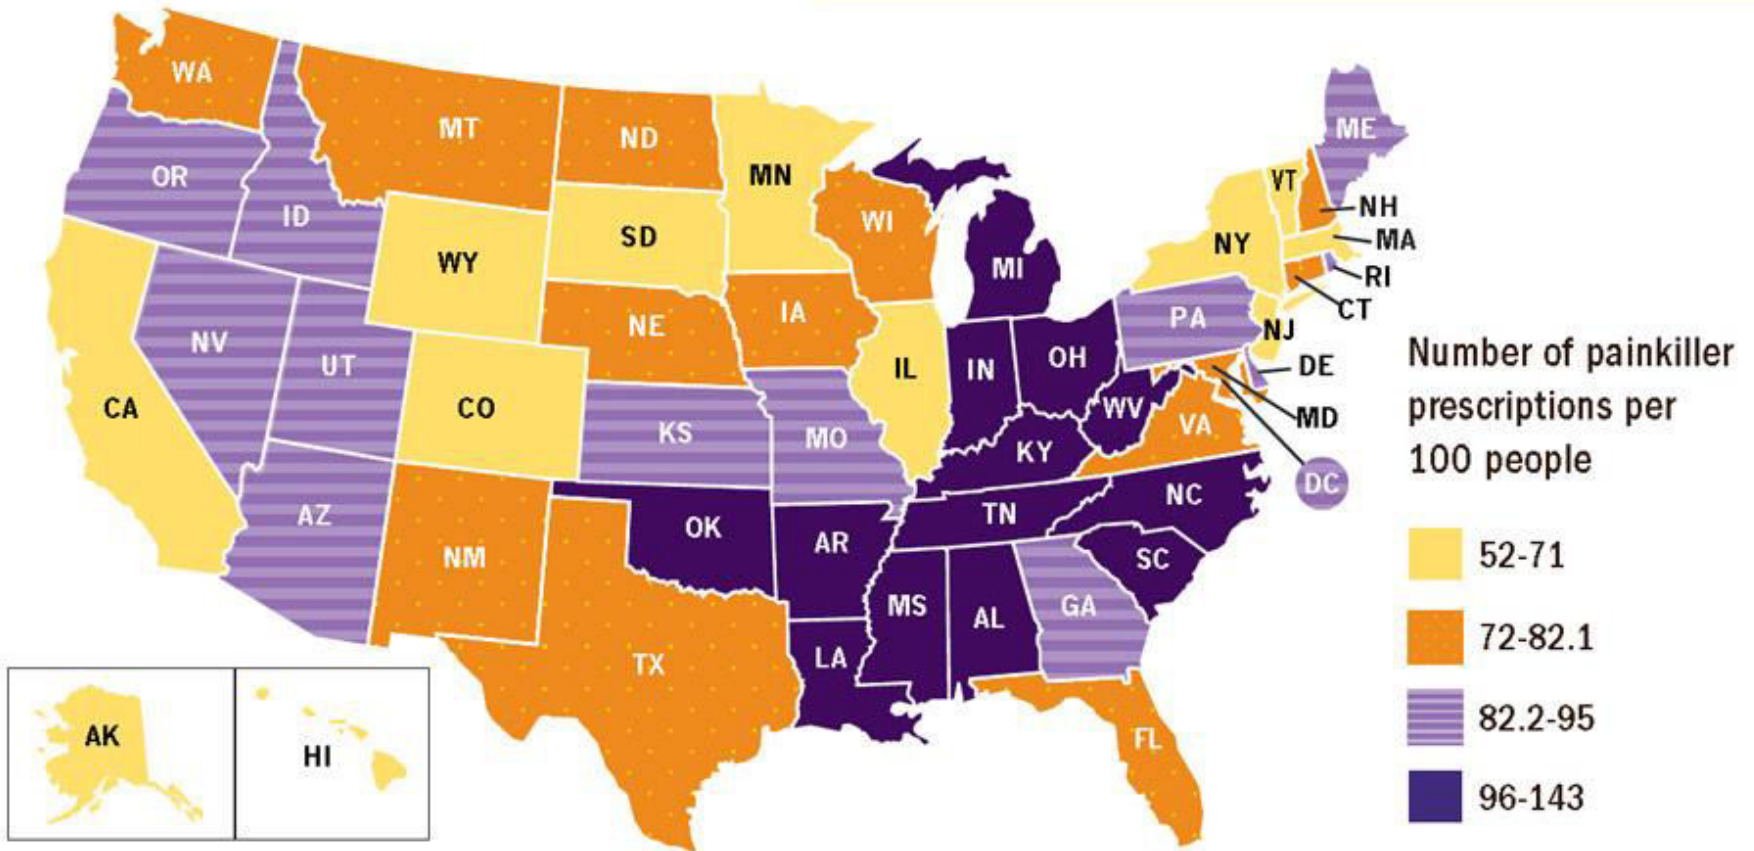 WA
MT
ND
MN
ME
OR
ID
WY
SD
WI
MI
VT
NH
NY
MA
RI
CT
NV
UT
CO
NE
IA
IL
IN
OH
PA
NJ
DE
MD
DC
CA
AZ
NM
KS
MO
KY
WV
VA
OK
AR
TN
NC
SC
TX
LA
MS
AL
GA
FL
AK
HI
Number of painkiller
prescriptions per
100 people
52-71
72-82.1
82.2-95
96-143